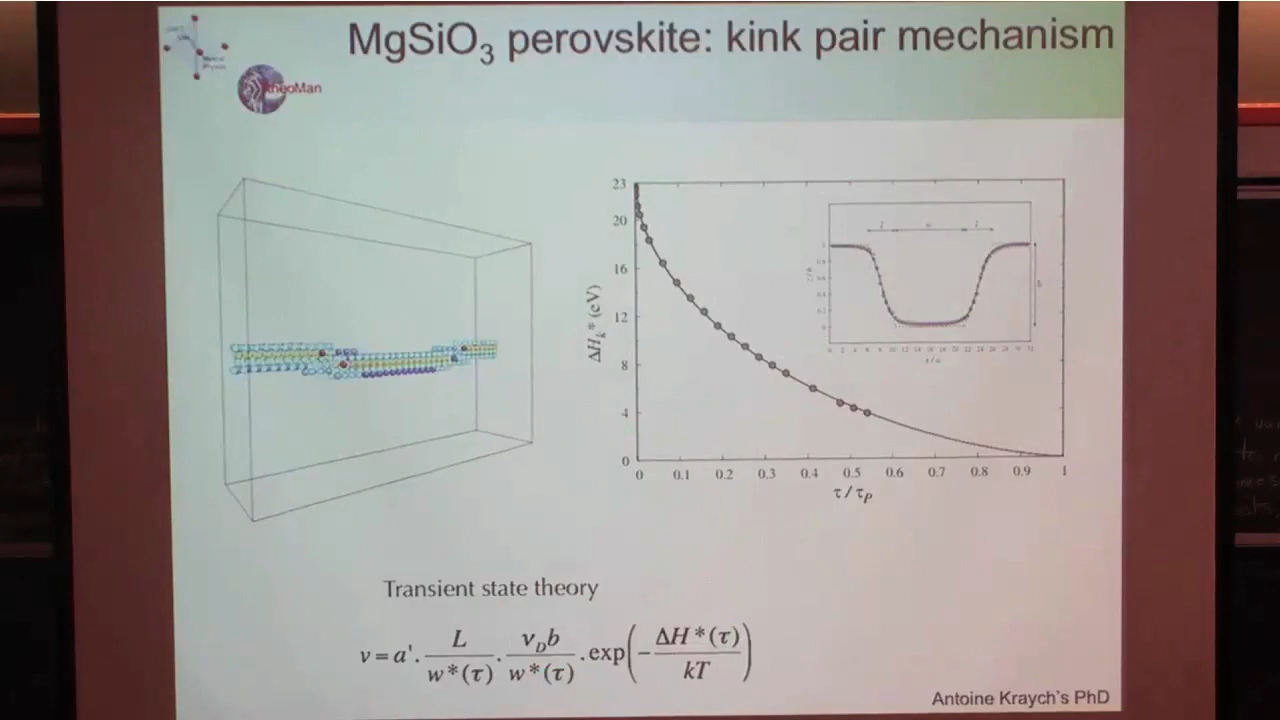 MgSiO3 perovskite: kink pair mechanism
RheoMan
23
20
16
12
8
4
0
ΔHk* (eV)
0 0.1 0.2 0.3 0.4 0.5 0.6 0.7 0.8 0.9 1
τ / τP
Transient state theory
v = a'. L / w*(τ) . νD b / w*(τ) .exp(− ΔH*(τ) / kT)
Antoine Kraych's PhD